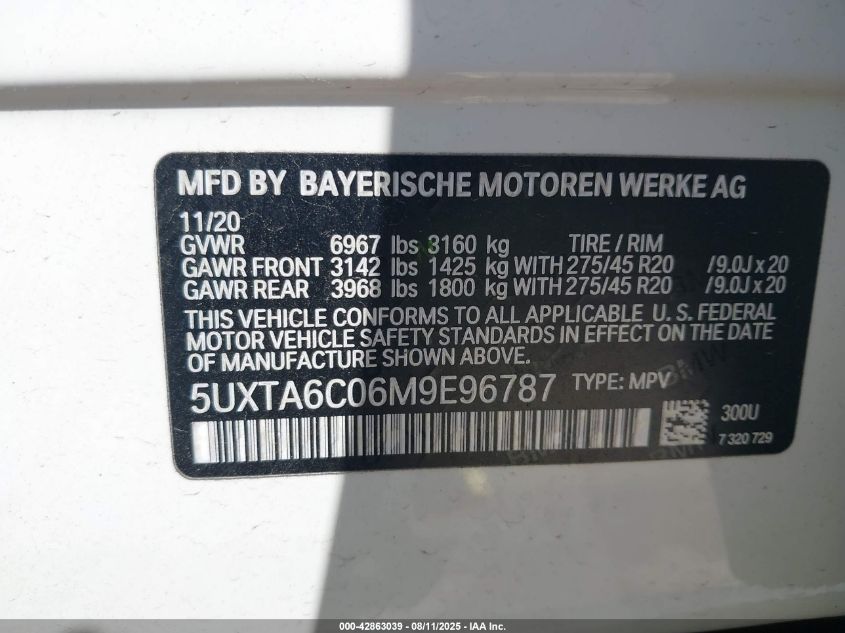 MFD BY BAYERISCHE MOTOREN WERKE AG
11/20
GVWR 6967 lbs 3160 kg TIRE / RIM
GAWR FRONT 3142 lbs 1425 kg WITH 275/45 R20 /9.0J x 20
GAWR REAR 3968 lbs 1800 kg WITH 275/45 R20 /9.0J x 20
THIS VEHICLE CONFORMS TO ALL APPLICABLE U. S. FEDERAL
MOTOR VEHICLE SAFETY STANDARDS IN EFFECT ON THE DATE
OF MANUFACTURE SHOWN ABOVE.
5UXTA6C06M9E96787 TYPE: MPV
300U
7 320 729
000-42863039 - 08/11/2025 - IAA Inc.